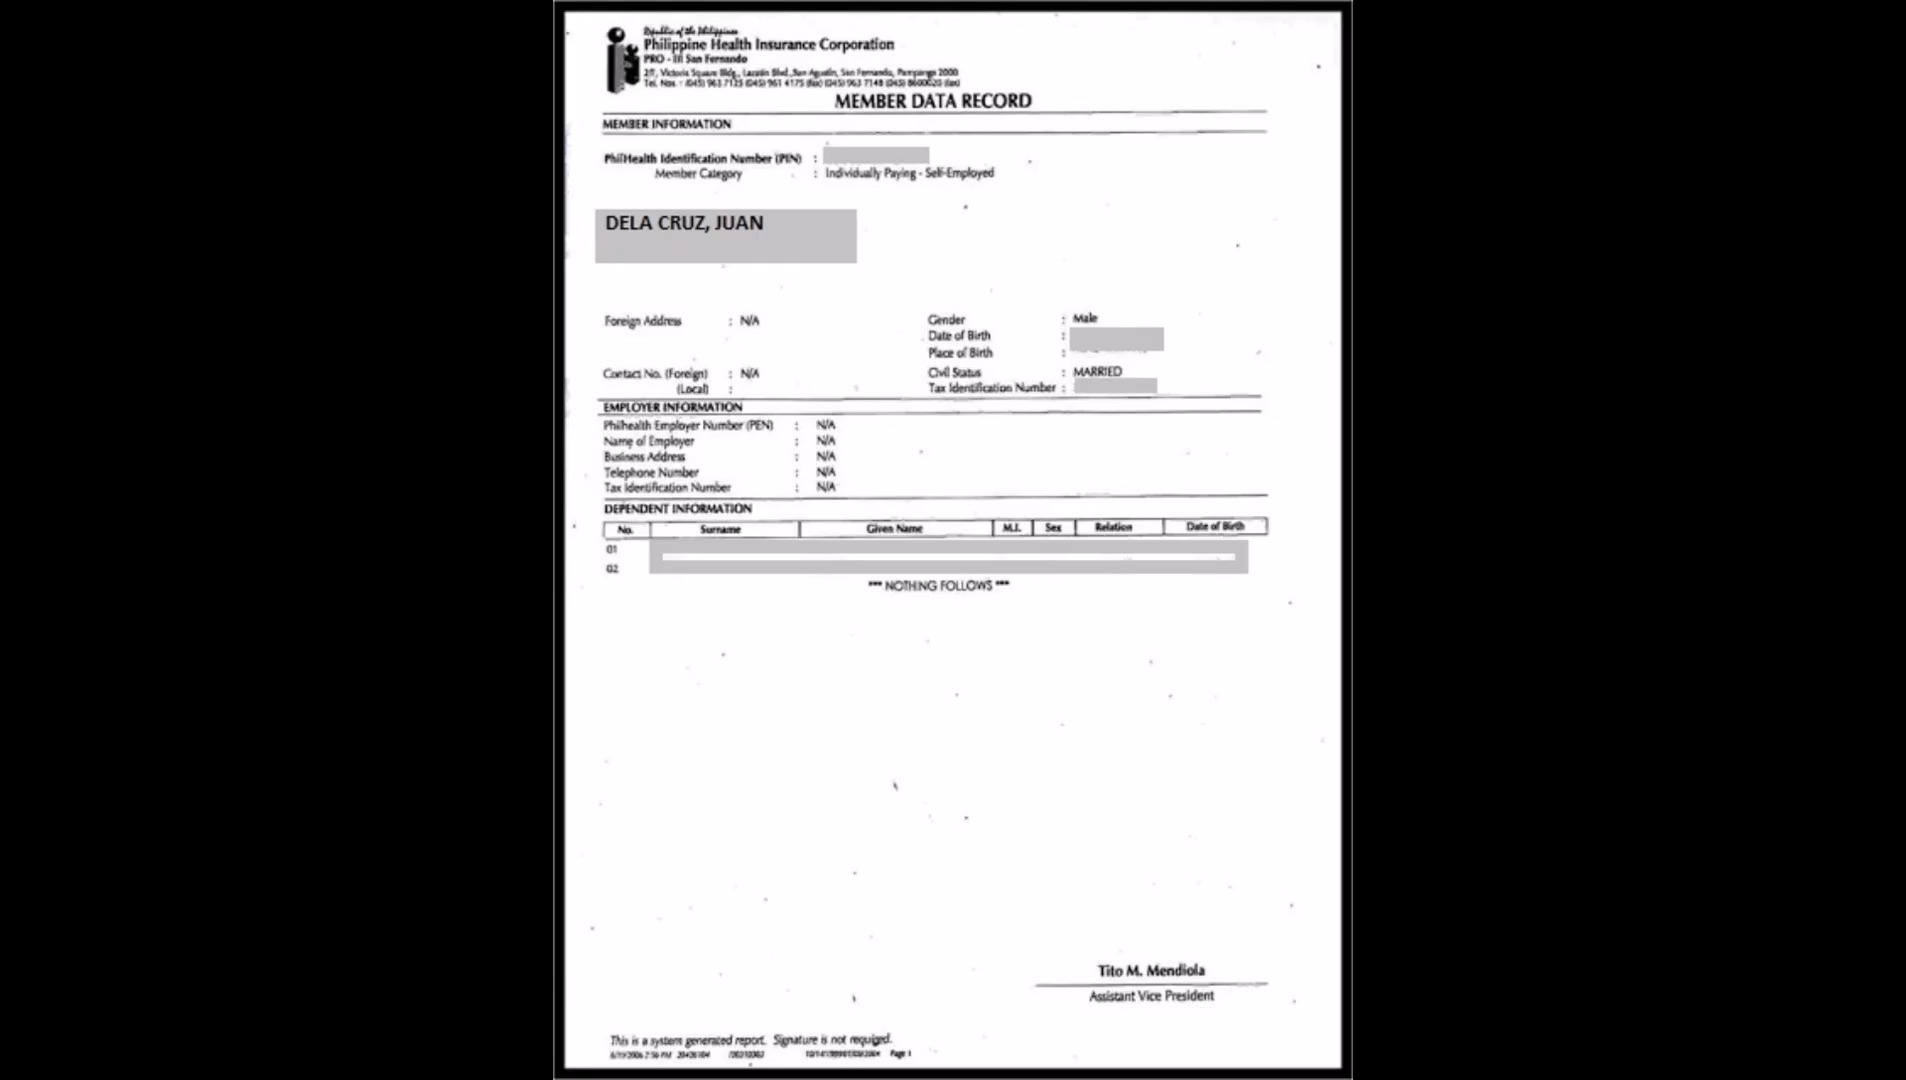 Republic of the Philippines
Philippine Health Insurance Corporation
PRO - III San Fernando
2/F, Victoria Square Bldg., Lazatin Blvd.,San Agustin, San Fernando, Pampanga 2000
Tel. Nos. : (045) 963 7125 (045) 961 4175 (fax) (045) 963 7148 (045) 8600020 (fax)
MEMBER DATA RECORD
MEMBER INFORMATION
PhilHealth Identification Number (PIN) :
Member Category : Individually Paying - Self-Employed
DELA CRUZ, JUAN
Foreign Address : N/A
Gender : Male
Date of Birth :
Place of Birth :
Contact No. (Foreign) : N/A
Civil Status : MARRIED
(Local) :
Tax Identification Number :
EMPLOYER INFORMATION
Philhealth Employer Number (PEN) : N/A
Name of Employer : N/A
Business Address : N/A
Telephone Number : N/A
Tax Identification Number : N/A
DEPENDENT INFORMATION
No. Surname Given Name M.I. Sex Relation Date of Birth
01
02
*** NOTHING FOLLOWS ***
Tito M. Mendiola
Assistant Vice President
This is a system generated report. Signature is not required.
2:56 PM Page 1